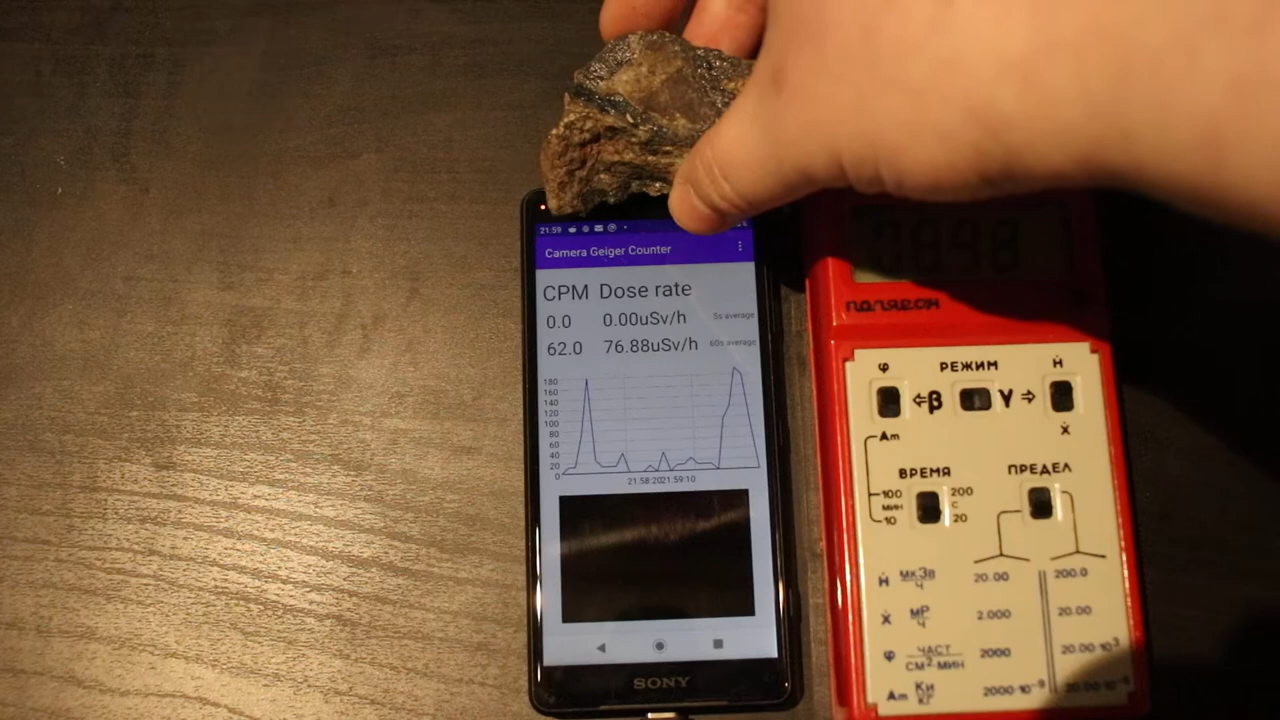 21:59
Camera Geiger Counter
CPM Dose rate
0.0 0.00uSv/h 5s average
62.0 76.88uSv/h 60s average
180
160
140
120
100
80
60
40
20
0
21:58:2021:59:10
SONY
ПОЛЯРОН
φ РЕЖИМ Ḣ
⇐β γ⇒
Ẋ
Am
ВРЕМЯ ПРЕДЕЛ
100 мин 10
200 с 20
Ḣ мкЗв/ч 20.00 200.0
Ẋ мР/ч 2.000 20.00
φ ЧАСТ/СМ²·МИН 2000 20.00·10³
Am Ки/кг 2000·10⁻⁹